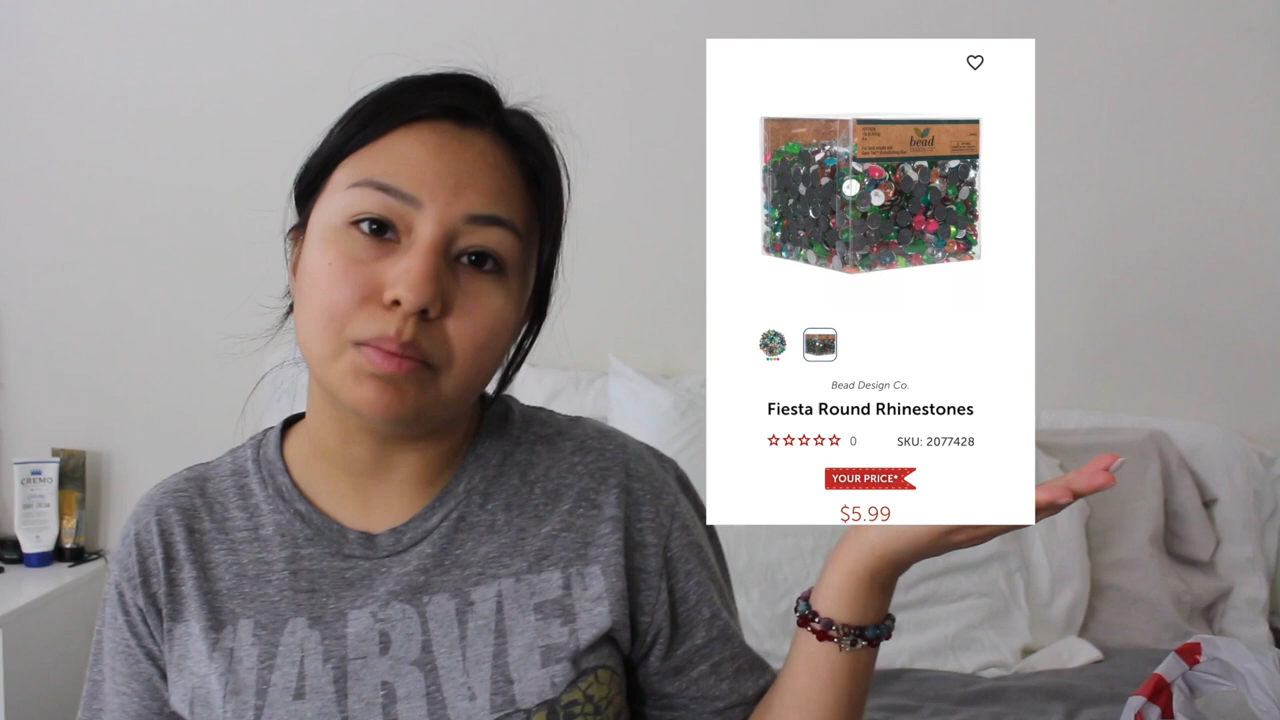 CREMO
MARVEL
bead
Bead Design Co.
Fiesta Round Rhinestones
0
SKU: 2077428
YOUR PRICE*
$5.99